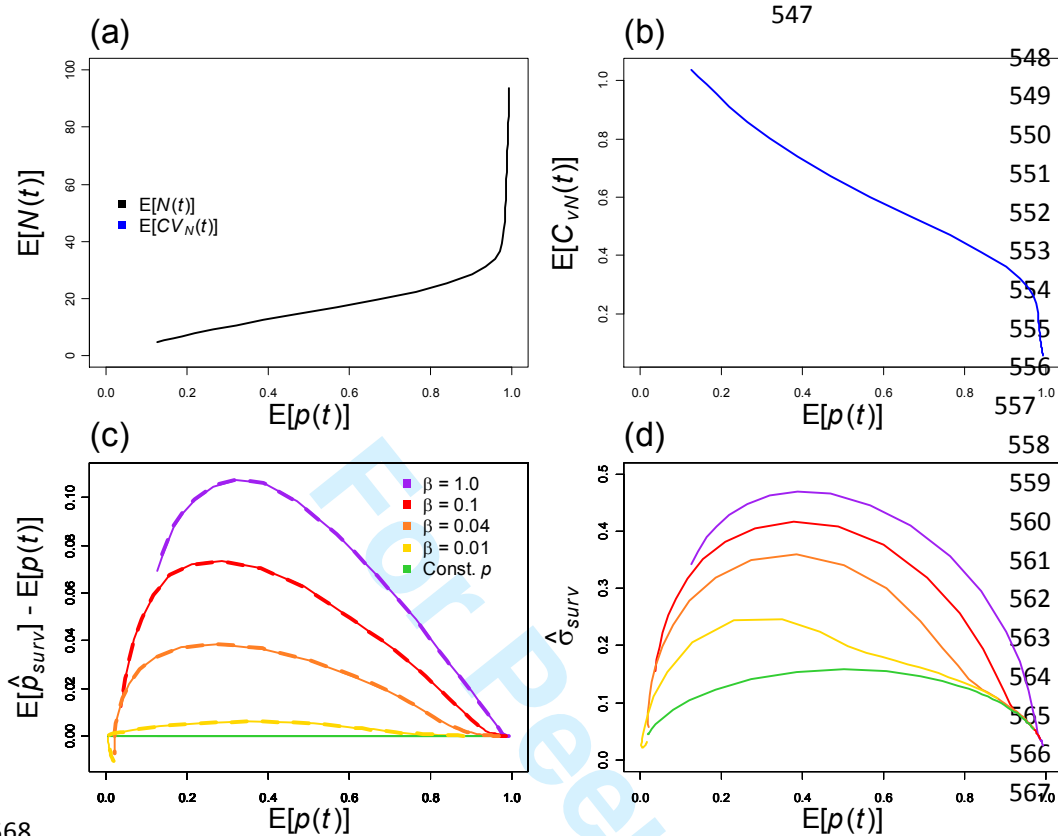 547
(a)
100
80
60
40
20
0
E[N(t)]
E[N(t)]
E[CV_N(t)]
0.0 0.2 0.4 0.6 0.8 1.0
E[p(t)]
(b)
1.0
0.8
0.6
0.4
0.2
E[C_vN(t)]
0.0 0.2 0.4 0.6 0.8 1.0
E[p(t)]
548
549
550
551
552
553
554
555
556
557
558
559
560
561
562
563
564
565
566
567
568
(c)
0.10
0.08
0.06
0.04
0.02
0.00
E[p̂_surv] - E[p(t)]
β = 1.0
β = 0.1
β = 0.04
β = 0.01
Const. p
0.0 0.2 0.4 0.6 0.8 1.0
E[p(t)]
(d)
0.5
0.4
0.3
0.2
0.1
0.0
σ̂_surv
0.0 0.2 0.4 0.6 0.8 1.0
E[p(t)]
For Peer